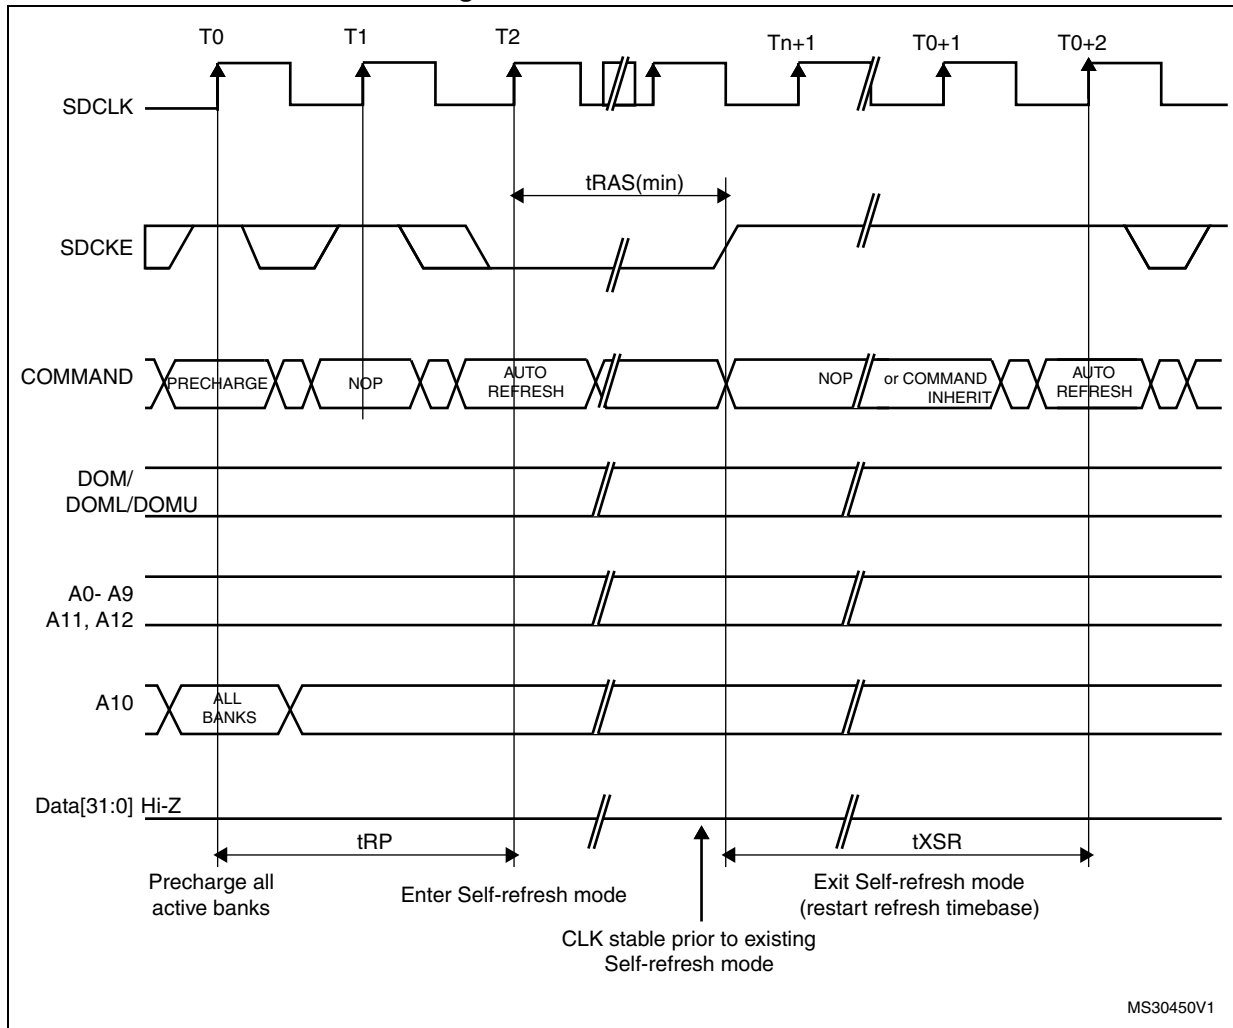 T0
T1
T2
Tn+1
T0+1
T0+2
SDCLK
tRAS(min)
SDCKE
COMMAND
PRECHARGE
NOP
AUTO
REFRESH
NOP
or COMMAND
INHERIT
AUTO
REFRESH
DOM/
DOML/DOMU
A0- A9
A11, A12
A10
ALL
BANKS
Data[31:0] Hi-Z
tRP
tXSR
Precharge all
active banks
Enter Self-refresh mode
Exit Self-refresh mode
(restart refresh timebase)
CLK stable prior to existing
Self-refresh mode
MS30450V1